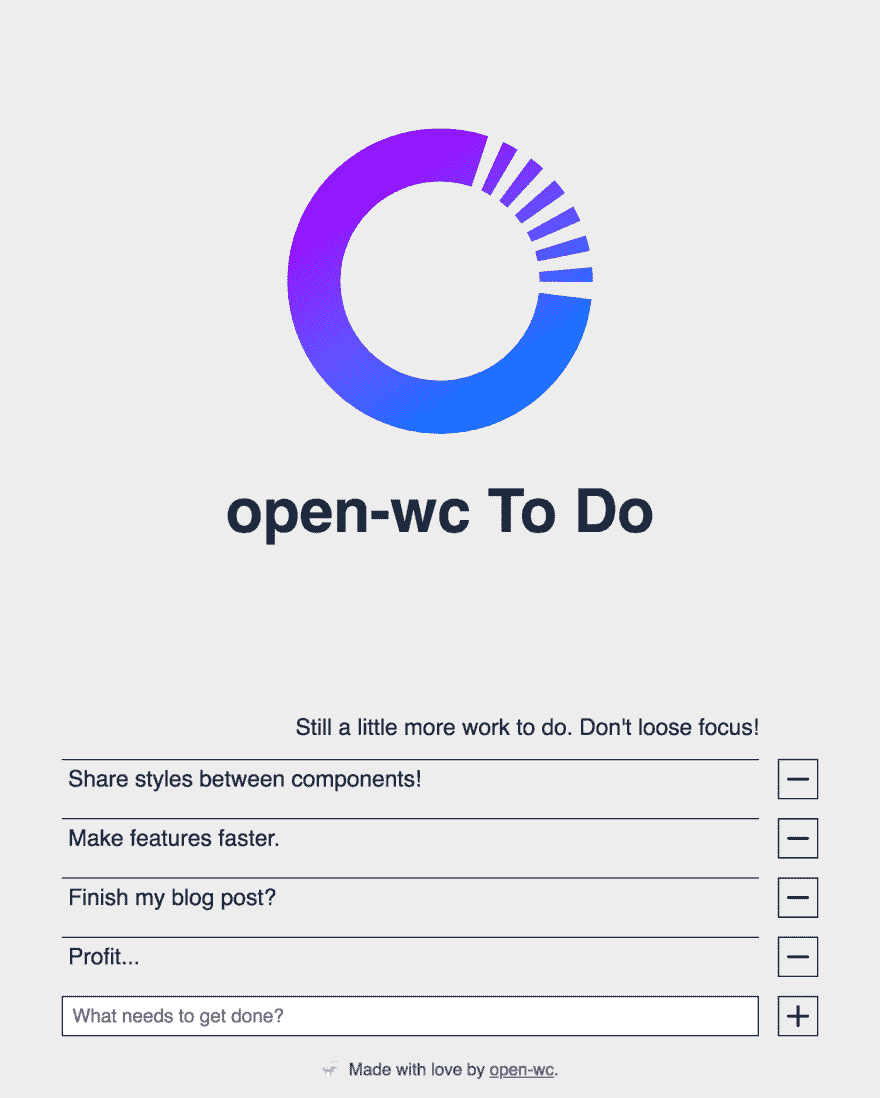 open-wc To Do
Still a little more work to do. Don't loose focus!
Share styles between components!
Make features faster.
Finish my blog post?
Profit...
What needs to get done?
Made with love by open-wc.